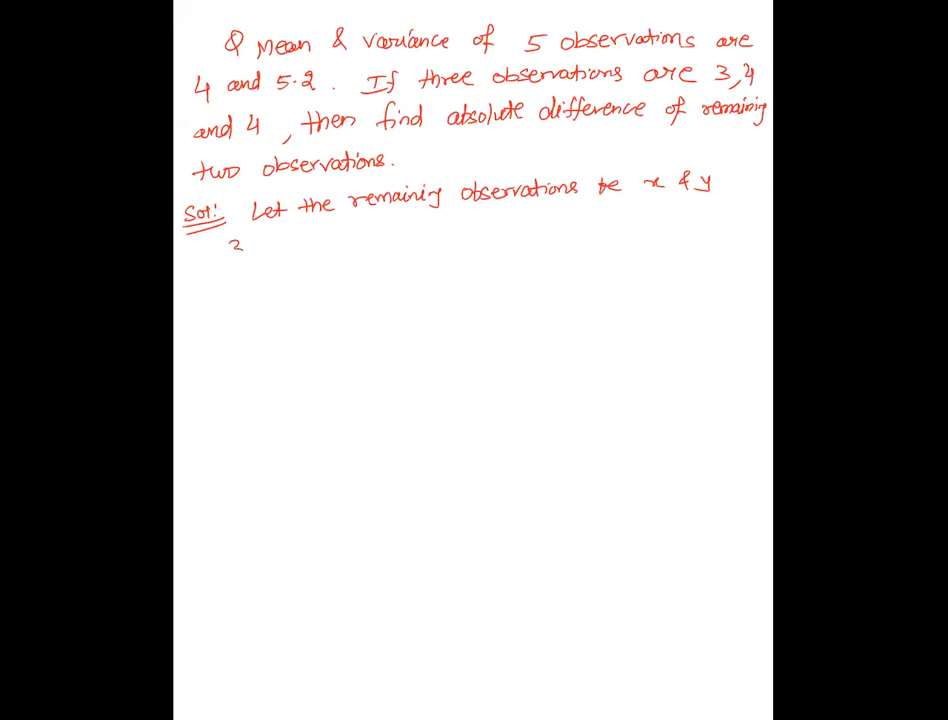 Q Mean & variance of 5 observations are
4 and 5.2 . If three observations are 3,4
and 4 , then find absolute difference of remaining
two observations.
Sol: Let the remainig observations be x & y